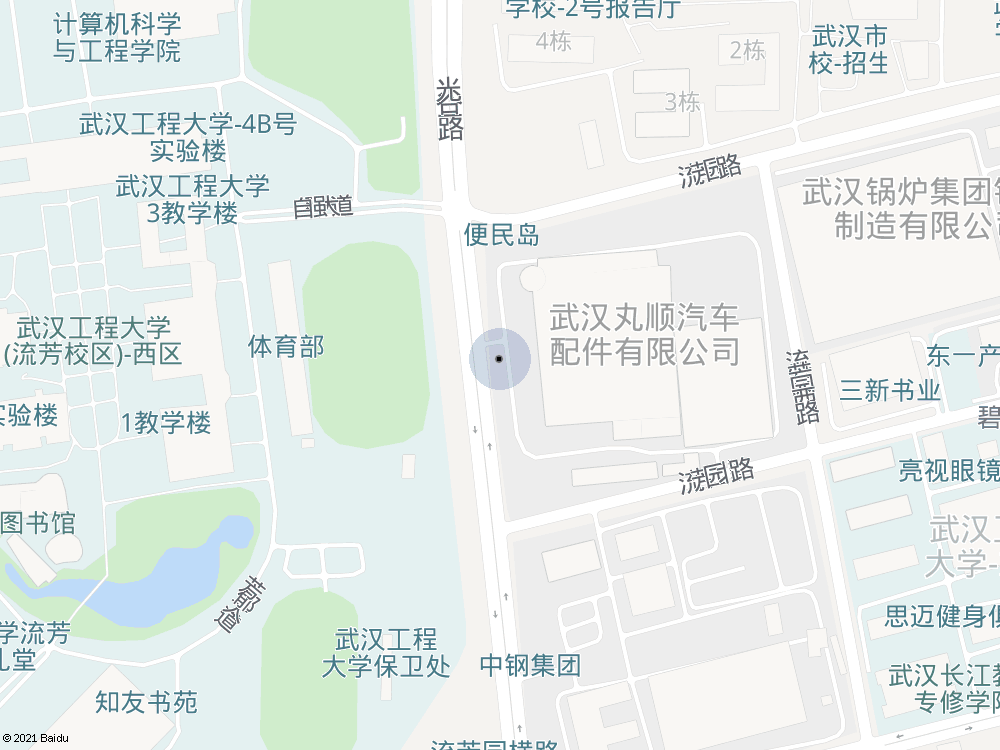 学校-2号报告厅
计算机科学
与工程学院
4栋
2栋
武汉市
校-招生
3栋
光谷路
武汉工程大学-4B号
实验楼
流芳园路
武汉工程大学
3教学楼
自强大道
武汉锅炉集团
制造有限公司
便民岛
武汉丸顺汽车
配件有限公司
武汉工程大学
(流芳校区)-西区
体育部
东一产
三新书业
实验楼
1教学楼
碧
亮视眼镜
图书馆
武汉工
大学-
思迈健身俱
学流芳
礼堂
武汉工程
大学保卫处
中钢集团
武汉长江
专修学院
知友书苑
流芳园横路
© 2021 Baidu